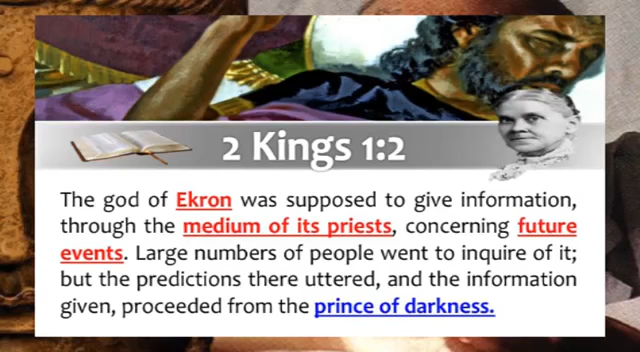 2 Kings 1:2
The god of Ekron was supposed to give information,
through the medium of its priests, concerning future
events. Large numbers of people went to inquire of it;
but the predictions there uttered, and the information
given, proceeded from the prince of darkness.